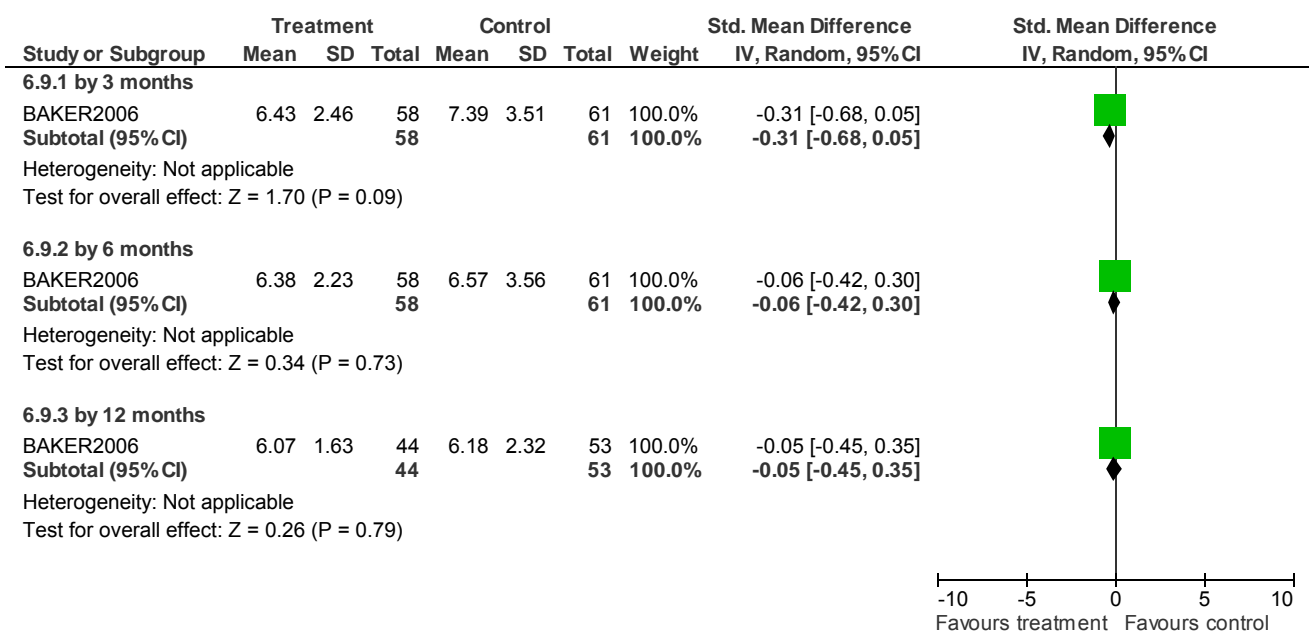 Treatment Control Std. Mean Difference Std. Mean Difference
Study or Subgroup Mean SD Total Mean SD Total Weight IV, Random, 95% CI IV, Random, 95% CI
6.9.1 by 3 months
BAKER2006 6.43 2.46 58 7.39 3.51 61 100.0% -0.31 [-0.68, 0.05]
Subtotal (95% CI) 58 61 100.0% -0.31 [-0.68, 0.05]
Heterogeneity: Not applicable
Test for overall effect: Z = 1.70 (P = 0.09)
6.9.2 by 6 months
BAKER2006 6.38 2.23 58 6.57 3.56 61 100.0% -0.06 [-0.42, 0.30]
Subtotal (95% CI) 58 61 100.0% -0.06 [-0.42, 0.30]
Heterogeneity: Not applicable
Test for overall effect: Z = 0.34 (P = 0.73)
6.9.3 by 12 months
BAKER2006 6.07 1.63 44 6.18 2.32 53 100.0% -0.05 [-0.45, 0.35]
Subtotal (95% CI) 44 53 100.0% -0.05 [-0.45, 0.35]
Heterogeneity: Not applicable
Test for overall effect: Z = 0.26 (P = 0.79)
-10 -5 0 5 10
Favours treatment Favours control